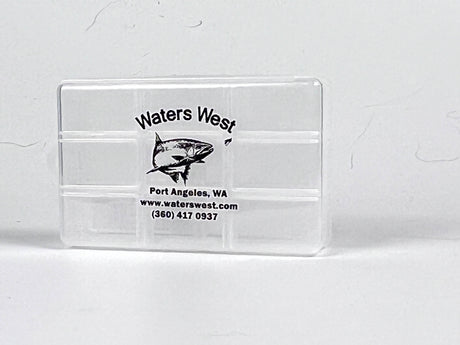 Waters West
Port Angeles, WA
www.waterswest.com
(360) 417 0937